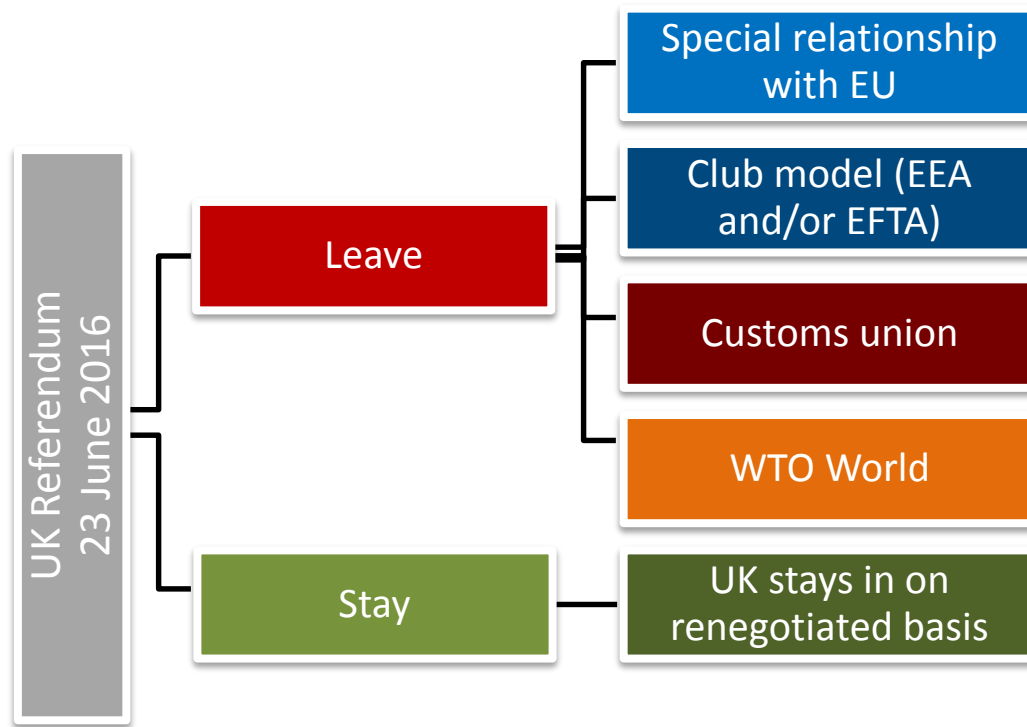 UK Referendum
23 June 2016
Leave
Special relationship
with EU
Club model (EEA
and/or EFTA)
Customs union
WTO World
Stay
UK stays in on
renegotiated basis